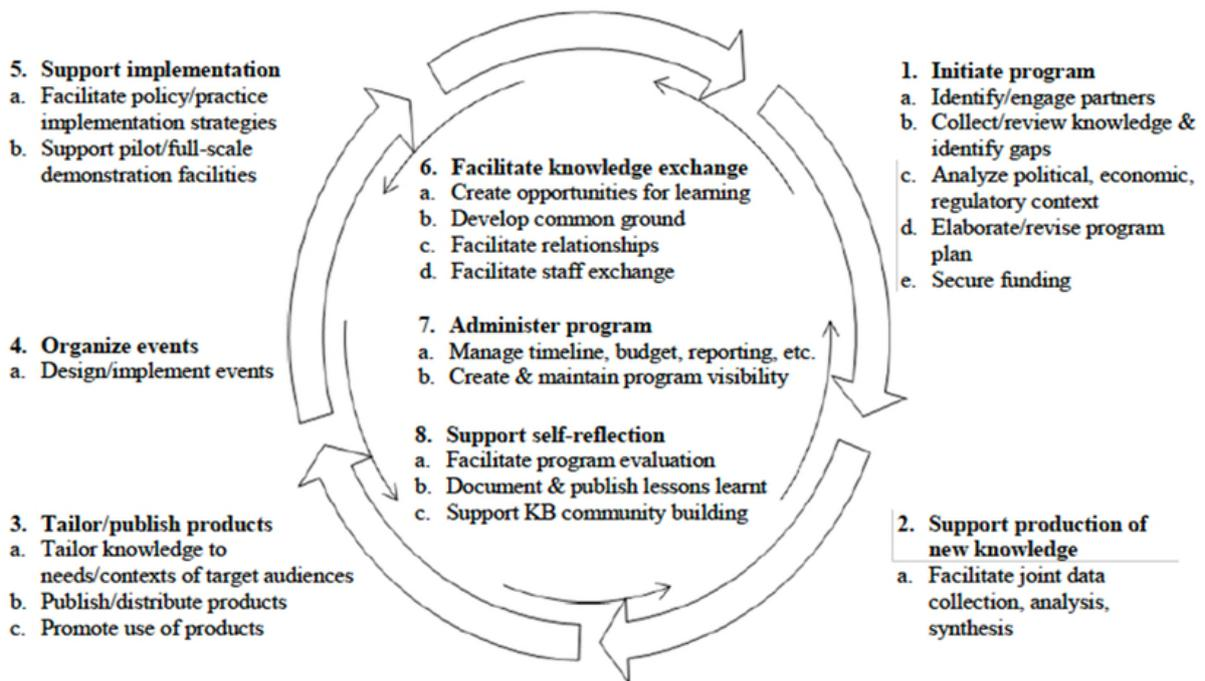 5. Support implementation
a. Facilitate policy/practice
implementation strategies
b. Support pilot/full-scale
demonstration facilities
1. Initiate program
a. Identify/engage partners
b. Collect/review knowledge &
identify gaps
c. Analyze political, economic,
regulatory context
d. Elaborate/revise program
plan
e. Secure funding
6. Facilitate knowledge exchange
a. Create opportunities for learning
b. Develop common ground
c. Facilitate relationships
d. Facilitate staff exchange
7. Administer program
a. Manage timeline, budget, reporting, etc.
b. Create & maintain program visibility
4. Organize events
a. Design/implement events
8. Support self-reflection
a. Facilitate program evaluation
b. Document & publish lessons learnt
c. Support KB community building
3. Tailor/publish products
a. Tailor knowledge to
needs/contexts of target audiences
b. Publish/distribute products
c. Promote use of products
2. Support production of
new knowledge
a. Facilitate joint data
collection, analysis,
synthesis